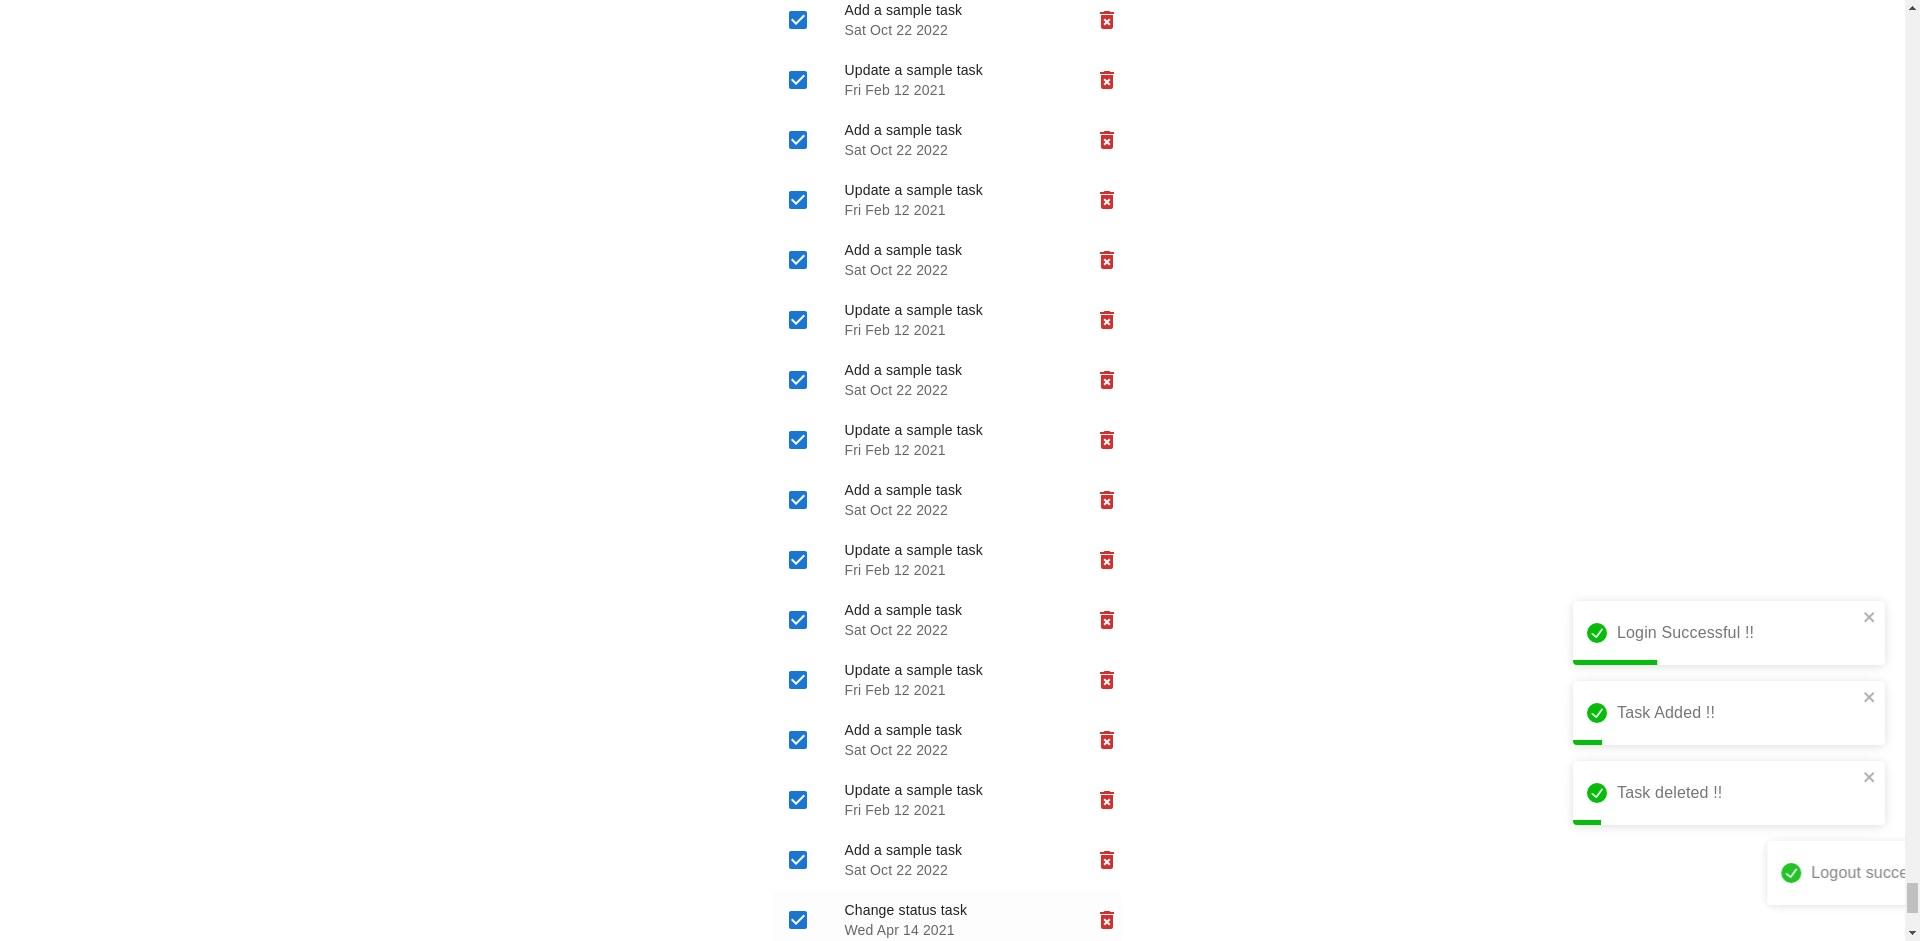 Add a sample task
Sat Oct 22 2022
Update a sample task
Fri Feb 12 2021
Add a sample task
Sat Oct 22 2022
Update a sample task
Fri Feb 12 2021
Add a sample task
Sat Oct 22 2022
Update a sample task
Fri Feb 12 2021
Add a sample task
Sat Oct 22 2022
Update a sample task
Fri Feb 12 2021
Add a sample task
Sat Oct 22 2022
Update a sample task
Fri Feb 12 2021
Add a sample task
Sat Oct 22 2022
Update a sample task
Fri Feb 12 2021
Add a sample task
Sat Oct 22 2022
Update a sample task
Fri Feb 12 2021
Add a sample task
Sat Oct 22 2022
Change status task
Wed Apr 14 2021
Login Successful !!
Task Added !!
Task deleted !!
Logout succe